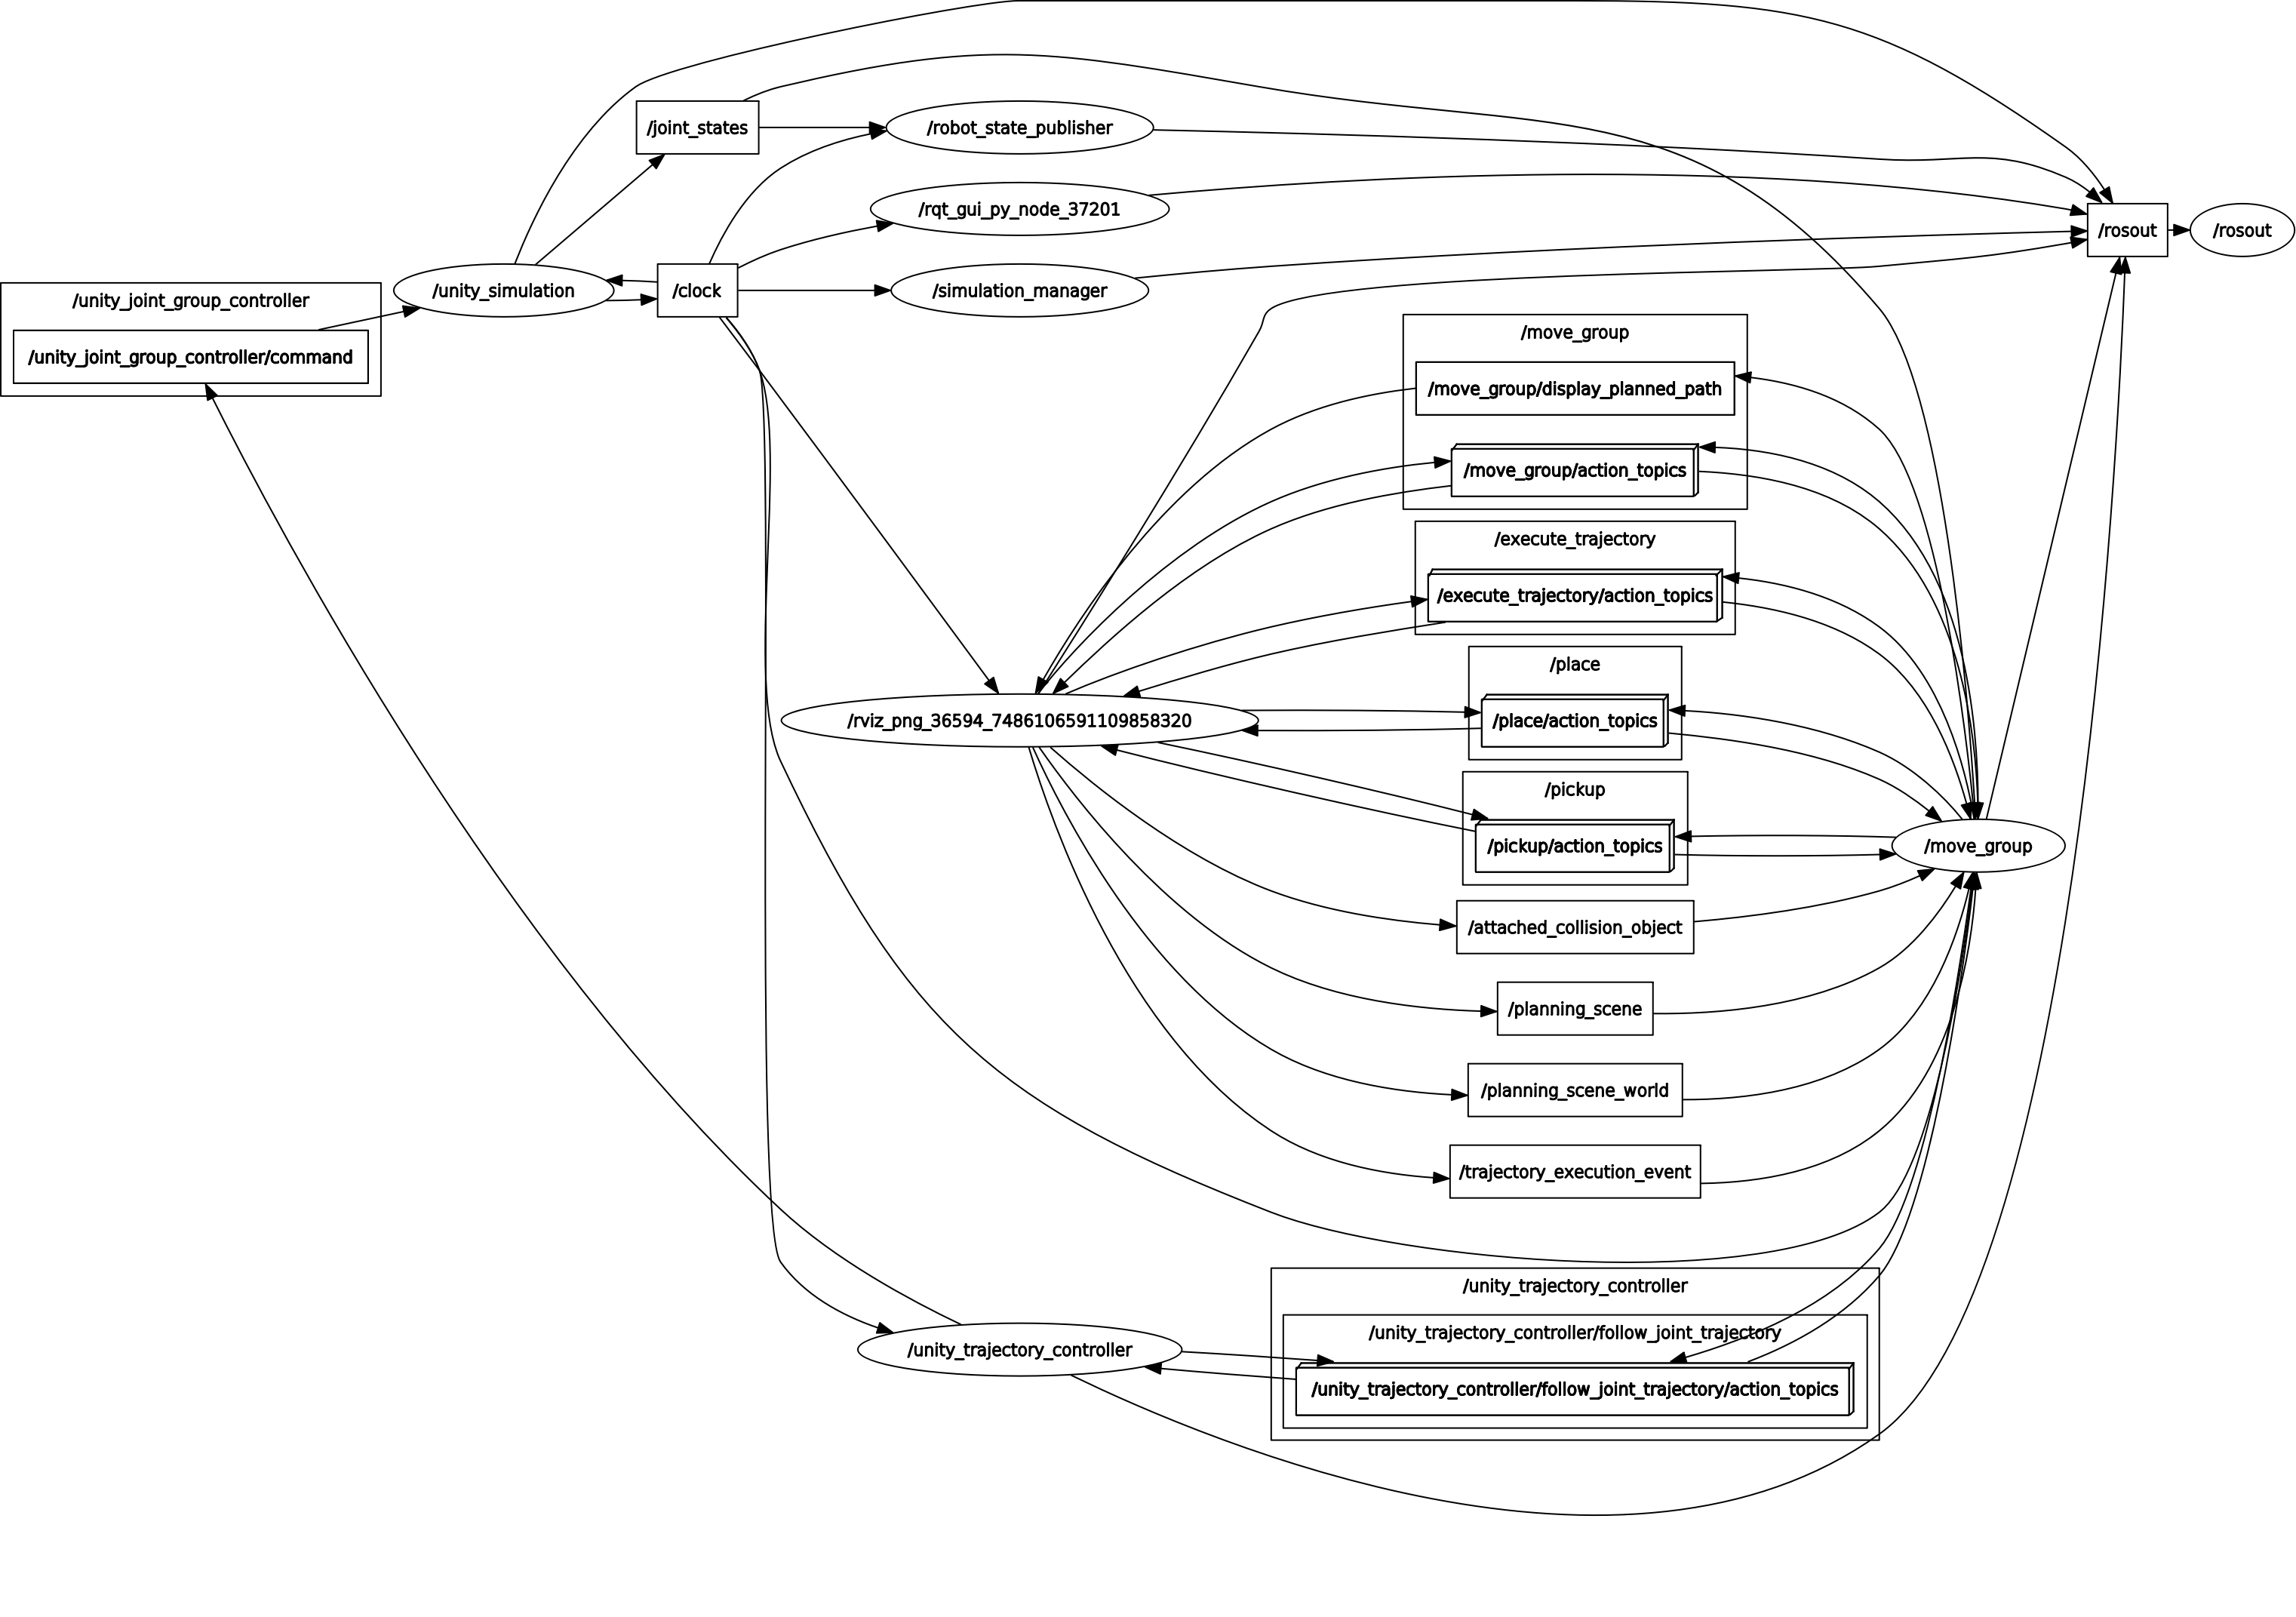 /joint_states
/robot_state_publisher
/rqt_gui_py_node_37201
/rosout
/rosout
/unity_joint_group_controller
/unity_simulation
/clock
/simulation_manager
/unity_joint_group_controller/command
/move_group
/move_group/display_planned_path
/move_group/action_topics
/execute_trajectory
/execute_trajectory/action_topics
/place
/rviz_png_36594_7486106591109858320
/place/action_topics
/pickup
/pickup/action_topics
/move_group
/attached_collision_object
/planning_scene
/planning_scene_world
/trajectory_execution_event
/unity_trajectory_controller
/unity_trajectory_controller/follow_joint_trajectory
/unity_trajectory_controller
/unity_trajectory_controller/follow_joint_trajectory/action_topics